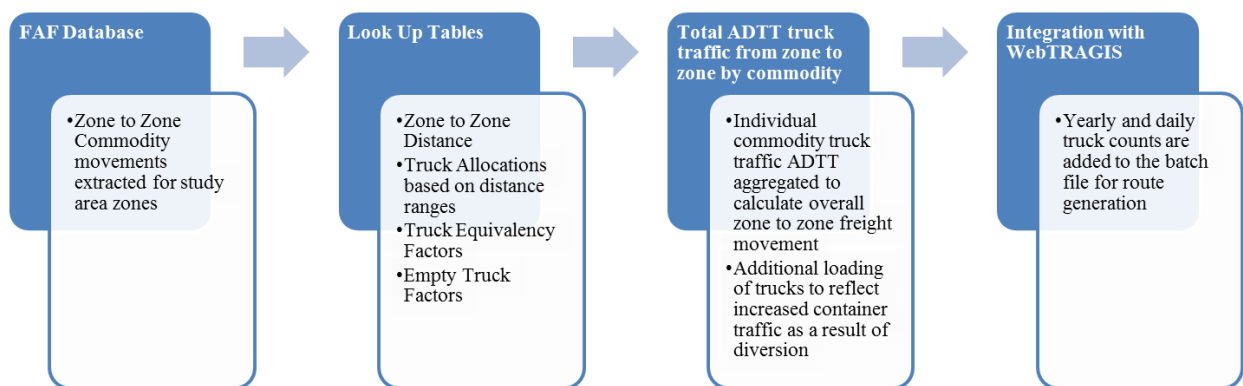 FAF Database
•Zone to Zone
Commodity
movements
extracted for study
area zones
Look Up Tables
•Zone to Zone
Distance
•Truck Allocations
based on distance
ranges
•Truck Equivalency
Factors
•Empty Truck
Factors
Total ADTT truck
traffic from zone to
zone by commodity
•Individual
commodity truck
traffic ADTT
aggregated to
calculate overall
zone to zone freight
movement
•Additional loading
of trucks to reflect
increased container
traffic as a result of
diversion
Integration with
WebTRAGIS
•Yearly and daily
truck counts are
added to the batch
file for route
generation